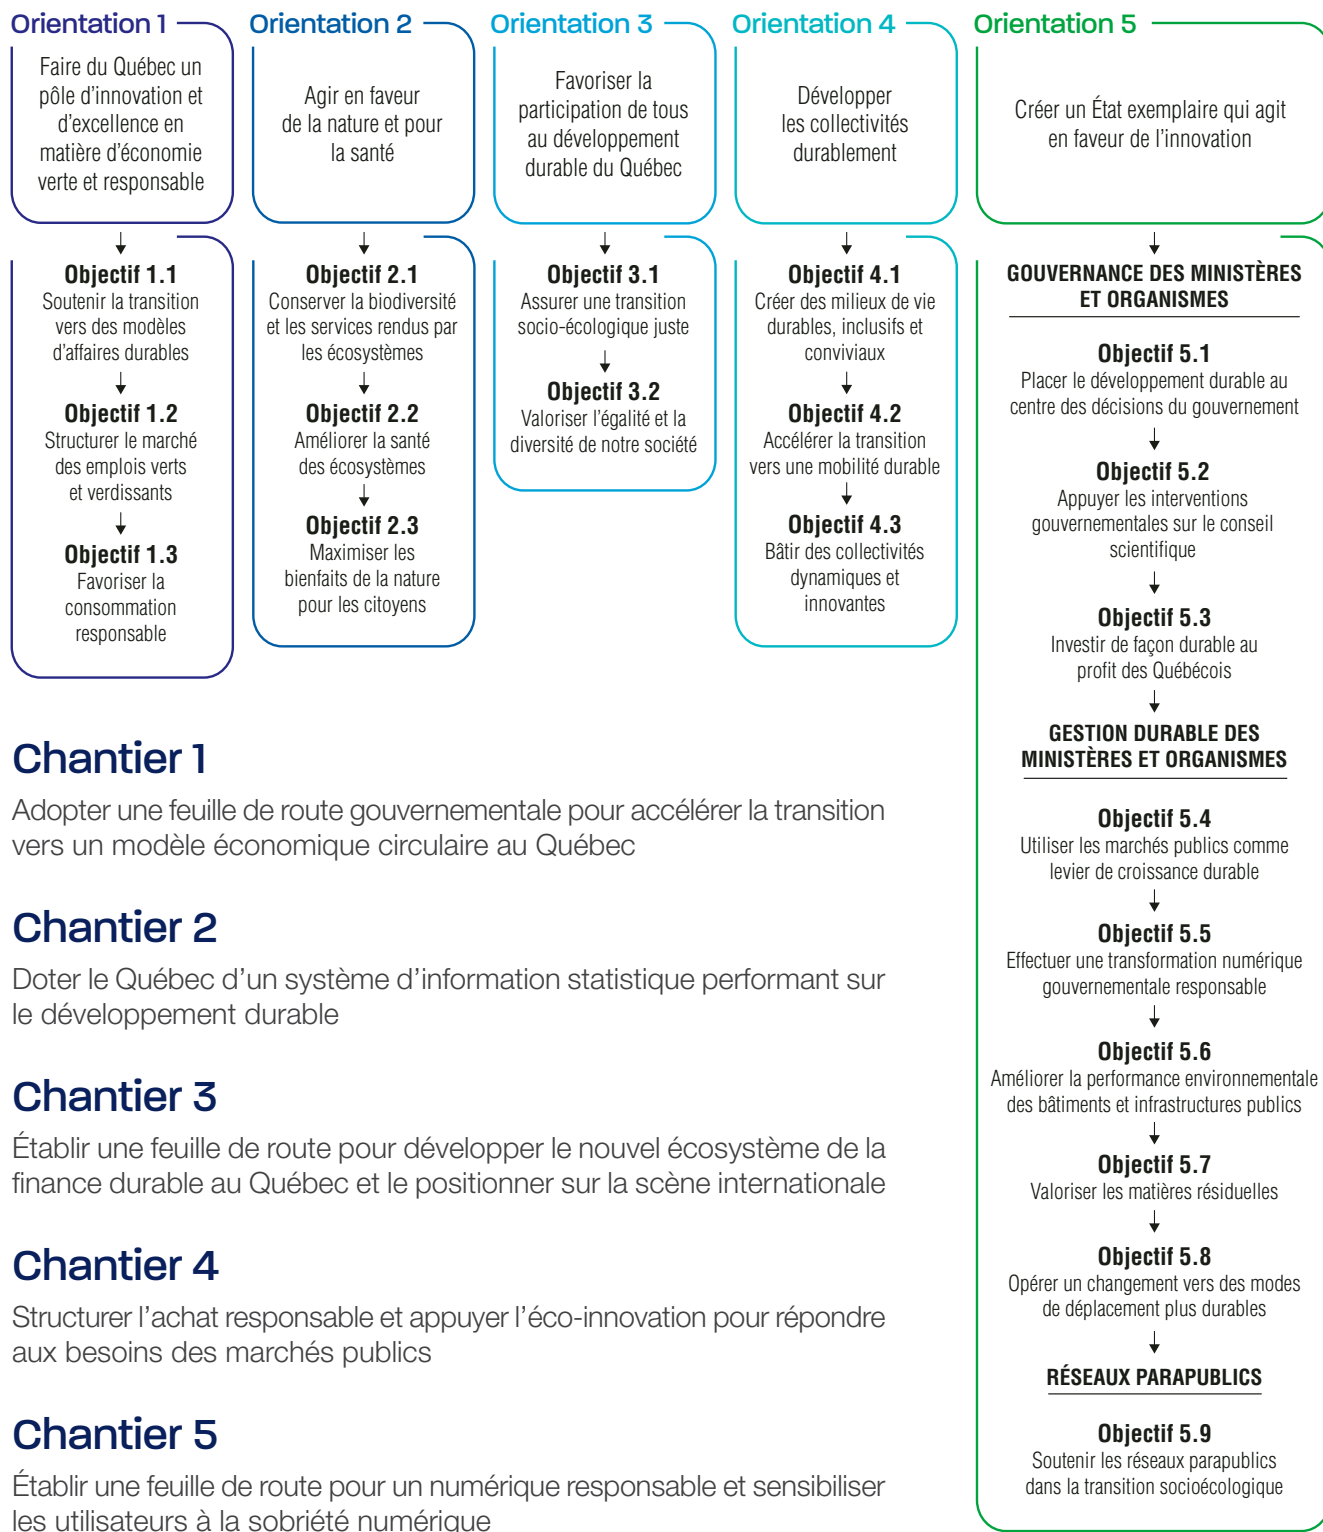 Orientation 1
Faire du Québec un
pôle d’innovation et
d’excellence en
matière d’économie
verte et responsable
Objectif 1.1
Soutenir la transition
vers des modèles
d’affaires durables
Objectif 1.2
Structurer le marché
des emplois verts
et verdissants
Objectif 1.3
Favoriser la
consommation
responsable
Orientation 2
Agir en faveur
de la nature et pour
la santé
Objectif 2.1
Conserver la biodiversité
et les services rendus par
les écosystèmes
Objectif 2.2
Améliorer la santé
des écosystèmes
Objectif 2.3
Maximiser les
bienfaits de la nature
pour les citoyens
Orientation 3
Favoriser la
participation de tous
au développement
durable du Québec
Objectif 3.1
Assurer une transition
socio-écologique juste
Objectif 3.2
Valoriser l’égalité et la
diversité de notre société
Orientation 4
Développer
les collectivités
durablement
Objectif 4.1
Créer des milieux de vie
durables, inclusifs et
conviviaux
Objectif 4.2
Accélérer la transition
vers une mobilité durable
Objectif 4.3
Bâtir des collectivités
dynamiques et
innovantes
Orientation 5
Créer un État exemplaire qui agit
en faveur de l’innovation
GOUVERNANCE DES MINISTÈRES
ET ORGANISMES
Objectif 5.1
Placer le développement durable au
centre des décisions du gouvernement
Objectif 5.2
Appuyer les interventions
gouvernementales sur le conseil
scientifique
Objectif 5.3
Investir de façon durable au
profit des Québécois
GESTION DURABLE DES
MINISTÈRES ET ORGANISMES
Objectif 5.4
Utiliser les marchés publics comme
levier de croissance durable
Objectif 5.5
Effectuer une transformation numérique
gouvernementale responsable
Objectif 5.6
Améliorer la performance environnementale
des bâtiments et infrastructures publics
Objectif 5.7
Valoriser les matières résiduelles
Objectif 5.8
Opérer un changement vers des modes
de déplacement plus durables
RÉSEAUX PARAPUBLICS
Objectif 5.9
Soutenir les réseaux parapublics
dans la transition socioécologique
Chantier 1
Adopter une feuille de route gouvernementale pour accélérer la transition
vers un modèle économique circulaire au Québec
Chantier 2
Doter le Québec d’un système d’information statistique performant sur
le développement durable
Chantier 3
Établir une feuille de route pour développer le nouvel écosystème de la
finance durable au Québec et le positionner sur la scène internationale
Chantier 4
Structurer l’achat responsable et appuyer l’éco-innovation pour répondre
aux besoins des marchés publics
Chantier 5
Établir une feuille de route pour un numérique responsable et sensibiliser
les utilisateurs à la sobriété numérique